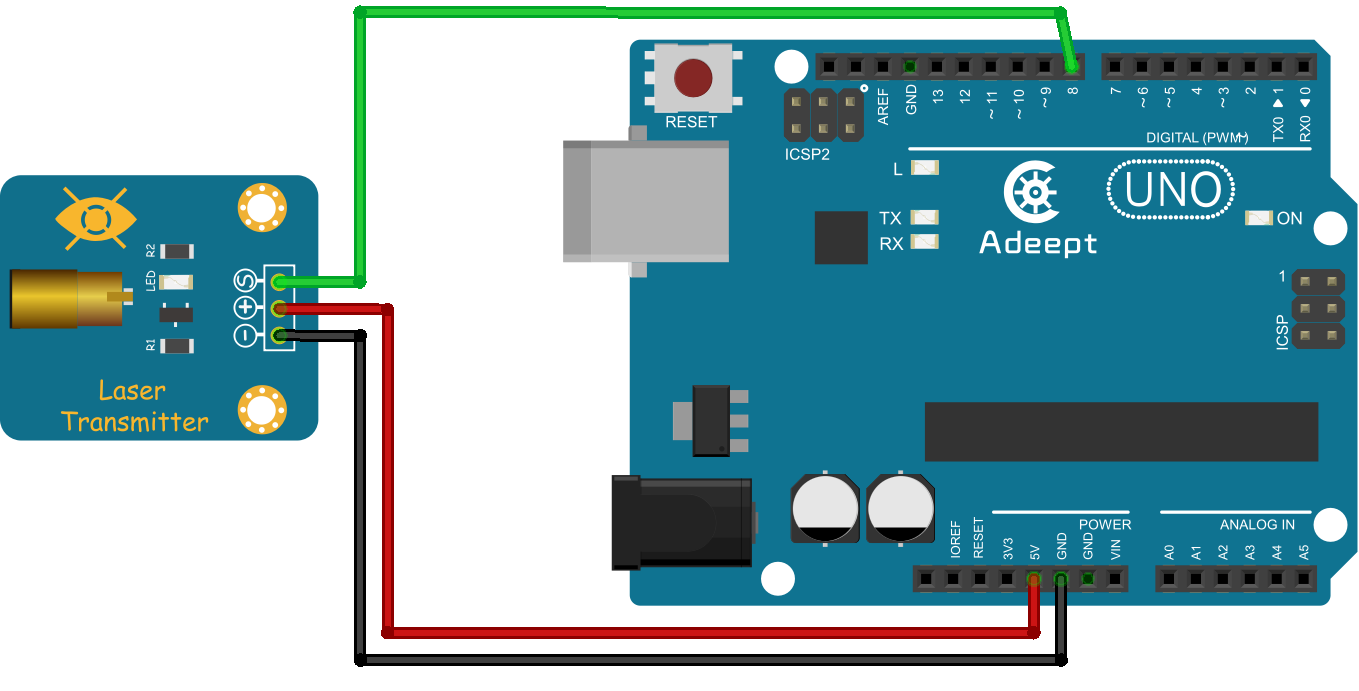 RESET
ICSP2
AREF
GND
13
12
~ 11
~ 10
~ 9
8
7
~ 6
~ 5
4
~ 3
2
TX0 ▶ 1
RX0 ◀ 0
DIGITAL (PWM~)
L
TX
RX
Adeept
UNO
ON
1
ICSP
R2
LED
R1
S
+
-
Laser
Transmitter
POWER
ANALOG IN
IOREF
RESET
3V3
5V
GND
GND
VIN
A0
A1
A2
A3
A4
A5